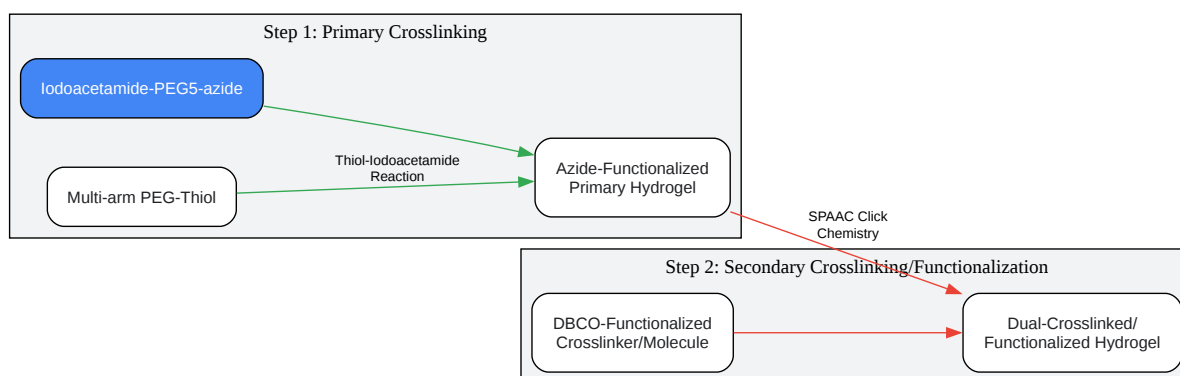 Step 1: Primary Crosslinking
Iodoacetamide-PEG5-azide
Thiol-Iodoacetamide
Reaction
Multi-arm PEG-Thiol
Azide-Functionalized
Primary Hydrogel
SPAAC Click
Chemistry
Step 2: Secondary Crosslinking/Functionalization
DBCO-Functionalized
Crosslinker/Molecule
Dual-Crosslinked/
Functionalized Hydrogel